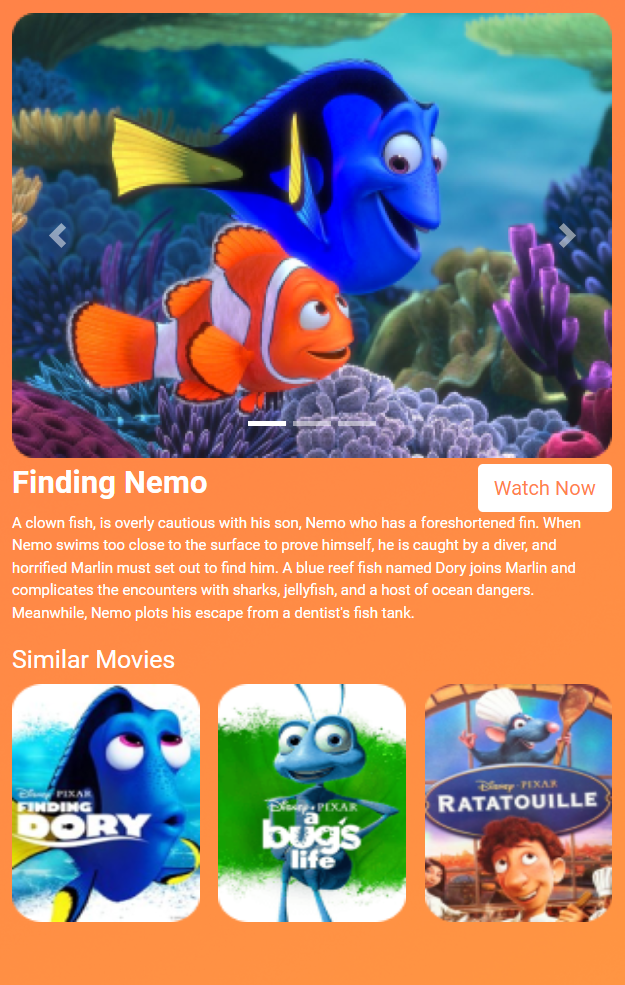 Finding Nemo
Watch Now
A clown fish, is overly cautious with his son, Nemo who has a foreshortened fin. When
Nemo swims too close to the surface to prove himself, he is caught by a diver, and
horrified Marlin must set out to find him. A blue reef fish named Dory joins Marlin and
complicates the encounters with sharks, jellyfish, and a host of ocean dangers.
Meanwhile, Nemo plots his escape from a dentist's fish tank.
Similar Movies
Disney PIXAR
FINDING
DORY
Disney • PIXAR
a
bug's
life
Disney • PIXAR
RATATOUILLE